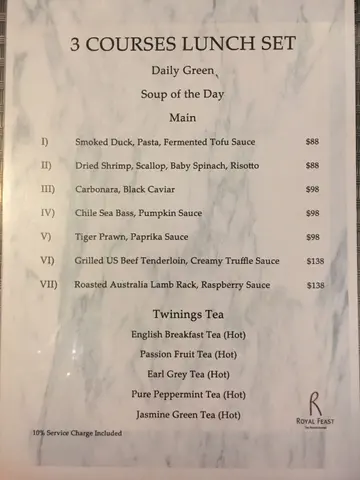 3 COURSES LUNCH SET
Daily Green
Soup of the Day
Main
I) Smoked Duck, Pasta, Fermented Tofu Sauce $88
II) Dried Shrimp, Scallop, Baby Spinach, Risotto $88
III) Carbonara, Black Caviar $98
IV) Chile Sea Bass, Pumpkin Sauce $98
V) Tiger Prawn, Paprika Sauce $98
VI) Grilled US Beef Tenderloin, Creamy Truffle Sauce $138
VII) Roasted Australia Lamb Rack, Raspberry Sauce $138
Twinings Tea
English Breakfast Tea (Hot)
Passion Fruit Tea (Hot)
Earl Grey Tea (Hot)
Pure Peppermint Tea (Hot)
Jasmine Green Tea (Hot)
R
ROYAL FEAST
10% Service Charge Included